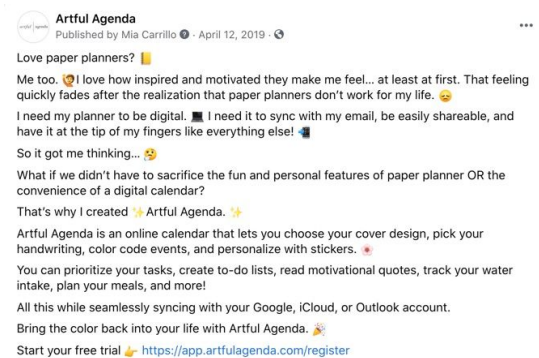 Artful Agenda
artful agenda
Published by Mia Carrillo · April 12, 2019 ·
Love paper planners? 📒
Me too. 🙋I love how inspired and motivated they make me feel... at least at first. That feeling
quickly fades after the realization that paper planners don't work for my life. 😞
I need my planner to be digital. 💻 I need it to sync with my email, be easily shareable, and
have it at the tip of my fingers like everything else! 📲
So it got me thinking... 🤔
What if we didn't have to sacrifice the fun and personal features of paper planner OR the
convenience of a digital calendar?
That's why I created ✨Artful Agenda. ✨
Artful Agenda is an online calendar that lets you choose your cover design, pick your
handwriting, color code events, and personalize with stickers. 🌸
You can prioritize your tasks, create to-do lists, read motivational quotes, track your water
intake, plan your meals, and more!
All this while seamlessly syncing with your Google, iCloud, or Outlook account.
Bring the color back into your life with Artful Agenda. 🎉
Start your free trial 👉 https://app.artfulagenda.com/register